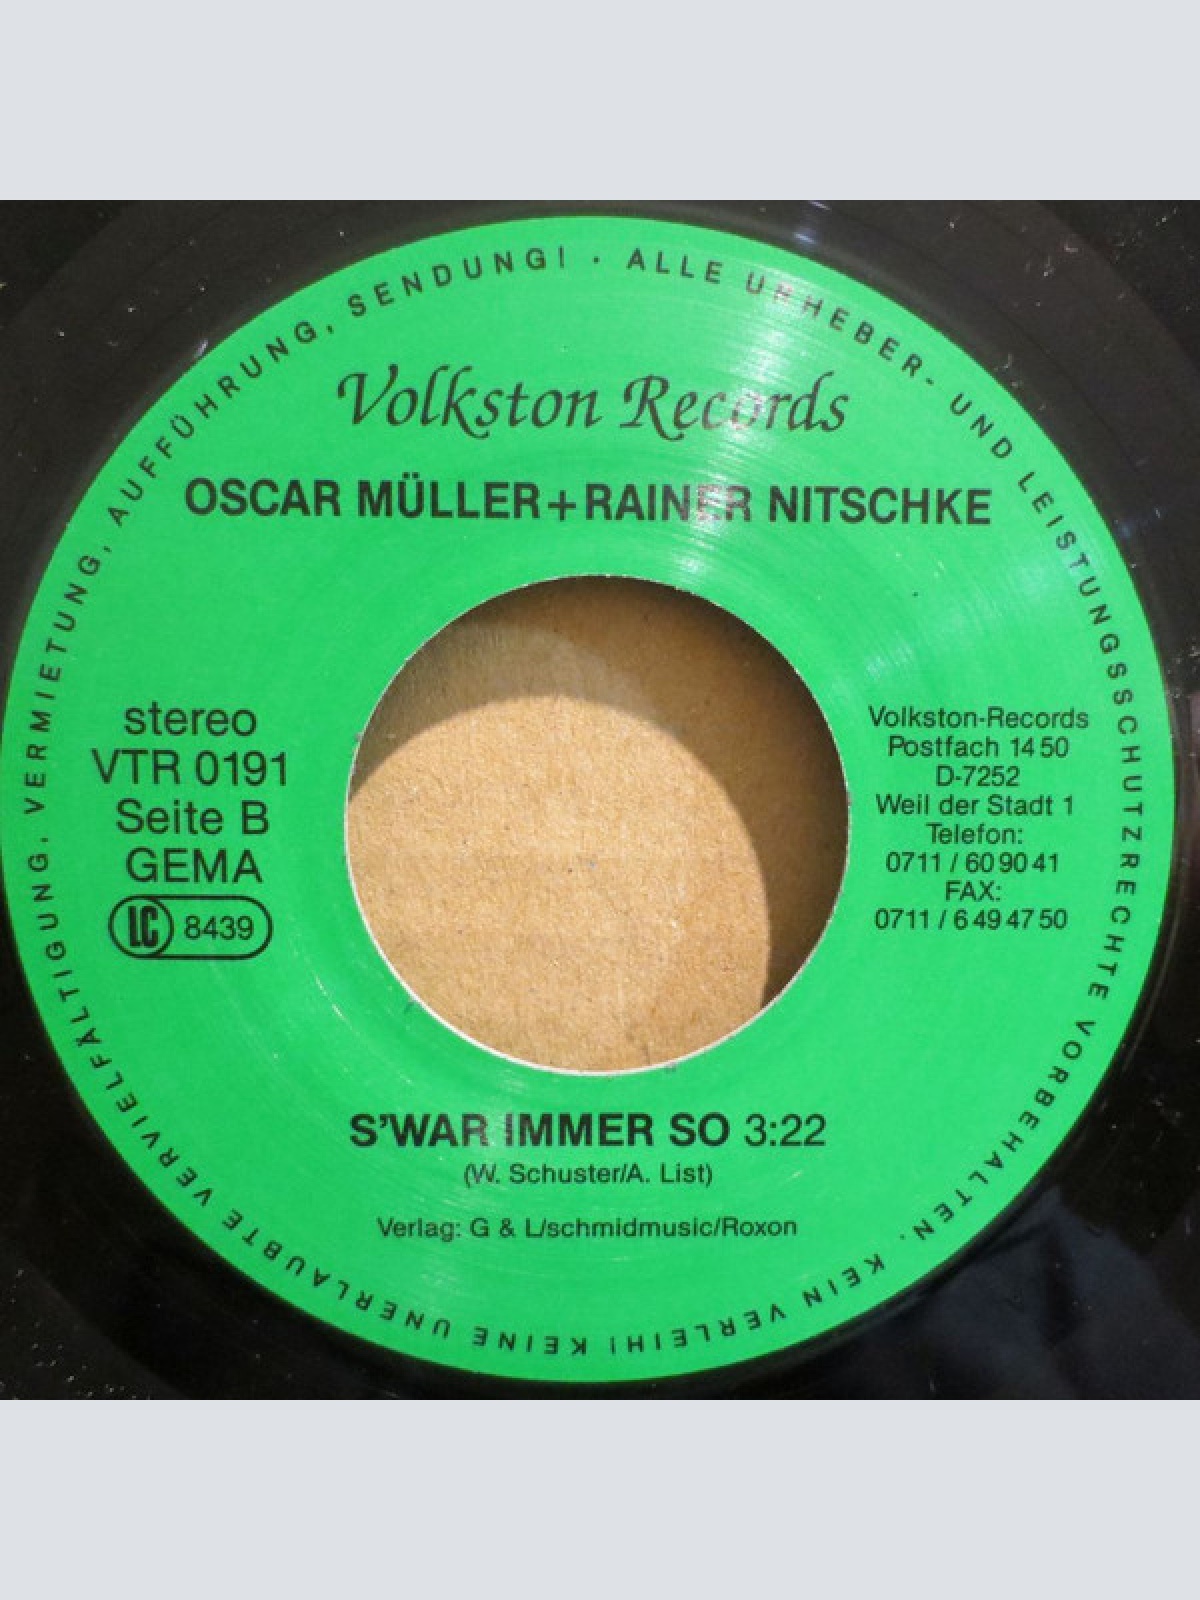 ALLE URHEBER- UND LEISTUNGSSCHUTZRECHTE VORBEHALTEN. KEIN VERLEIH! KEINE UNERLAUBTE VERVIELFÄLTIGUNG, VERMIETUNG, AUFFÜHRUNG, SENDUNG! ·
Volkston Records
OSCAR MÜLLER+RAINER NITSCHKE
stereo
VTR 0191
Seite B
GEMA
LC 8439
Volkston-Records
Postfach 14 50
D-7252
Weil der Stadt 1
Telefon:
0711 / 60 90 41
FAX:
0711 / 6 49 47 50
S'WAR IMMER SO 3:22
(W. Schuster/A. List)
Verlag: G & L/schmidmusic/Roxon